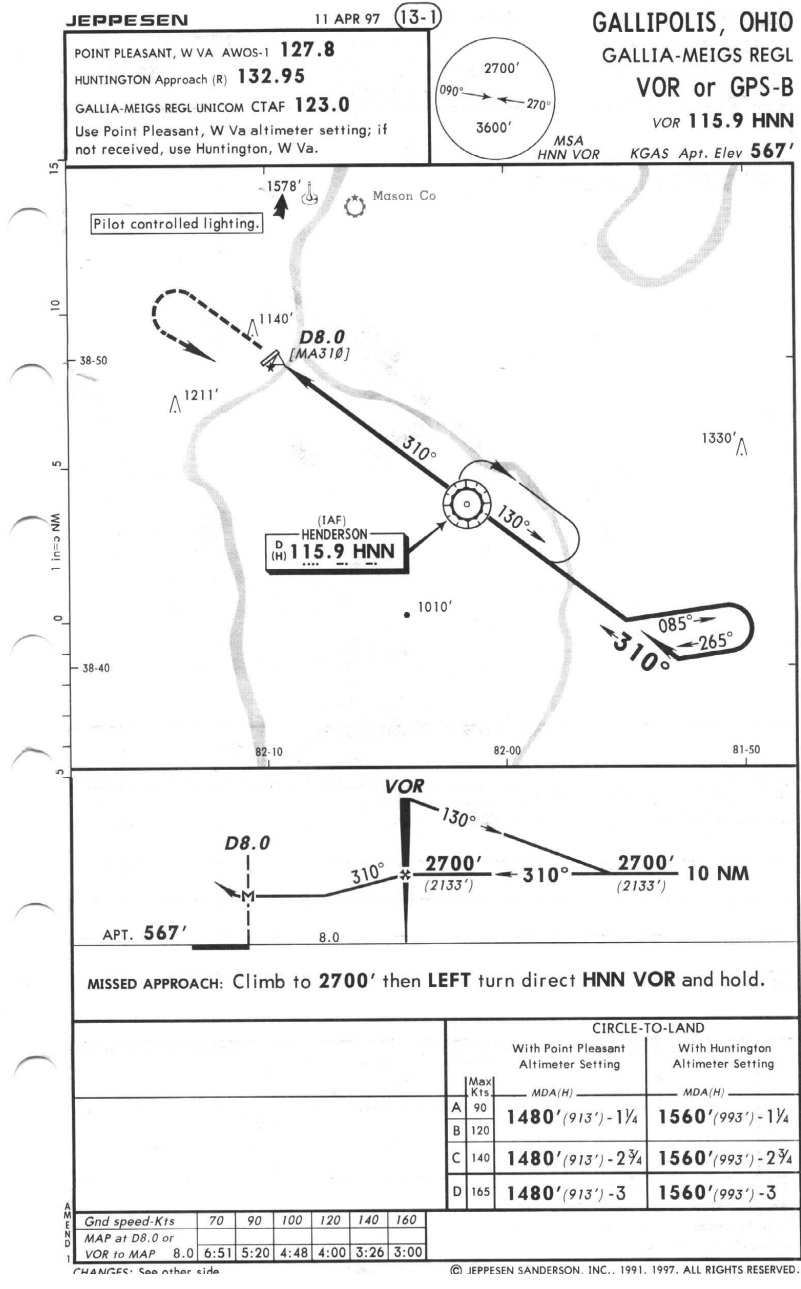 JEPPESEN 11 APR 97 (13-1)
GALLIPOLIS, OHIO
GALLIA-MEIGS REGL
VOR or GPS-B
VOR 115.9 HNN
KGAS Apt. Elev 567'
POINT PLEASANT, W VA AWOS-1 127.8
HUNTINGTON Approach (R) 132.95
GALLIA-MEIGS REGL UNICOM CTAF 123.0
Use Point Pleasant, W Va altimeter setting; if
not received, use Huntington, W Va.
2700'
090°
270°
3600'
MSA
HNN VOR
15
1578'
Mason Co
Pilot controlled lighting.
10
1140'
D8.0
[MA310]
38-50
1211'
310°
1330'
5
130°
(IAF)
HENDERSON
D
(H) 115.9 HNN
1 in=5 NM
1010'
0
085°
265°
310°
38-40
82-10
82-00
81-50
5
VOR
130°
D8.0
310°
2700'
(2133')
310°
2700'
(2133')
10 NM
APT. 567'
8.0
MISSED APPROACH: Climb to 2700' then LEFT turn direct HNN VOR and hold.
CIRCLE-TO-LAND
With Point Pleasant
Altimeter Setting
With Huntington
Altimeter Setting
Max
Kts
MDA(H)
MDA(H)
A 90
1480'(913')-1¼ 1560'(993')-1¼
B 120
C 140 1480'(913')-2¾ 1560'(993')-2¾
D 165 1480'(913')-3 1560'(993')-3
AMEND 1
Gnd speed-Kts 70 90 100 120 140 160
MAP at D8.0 or
VOR to MAP 8.0 6:51 5:20 4:48 4:00 3:26 3:00
CHANGES: See other side
© JEPPESEN SANDERSON, INC., 1991, 1997. ALL RIGHTS RESERVED.